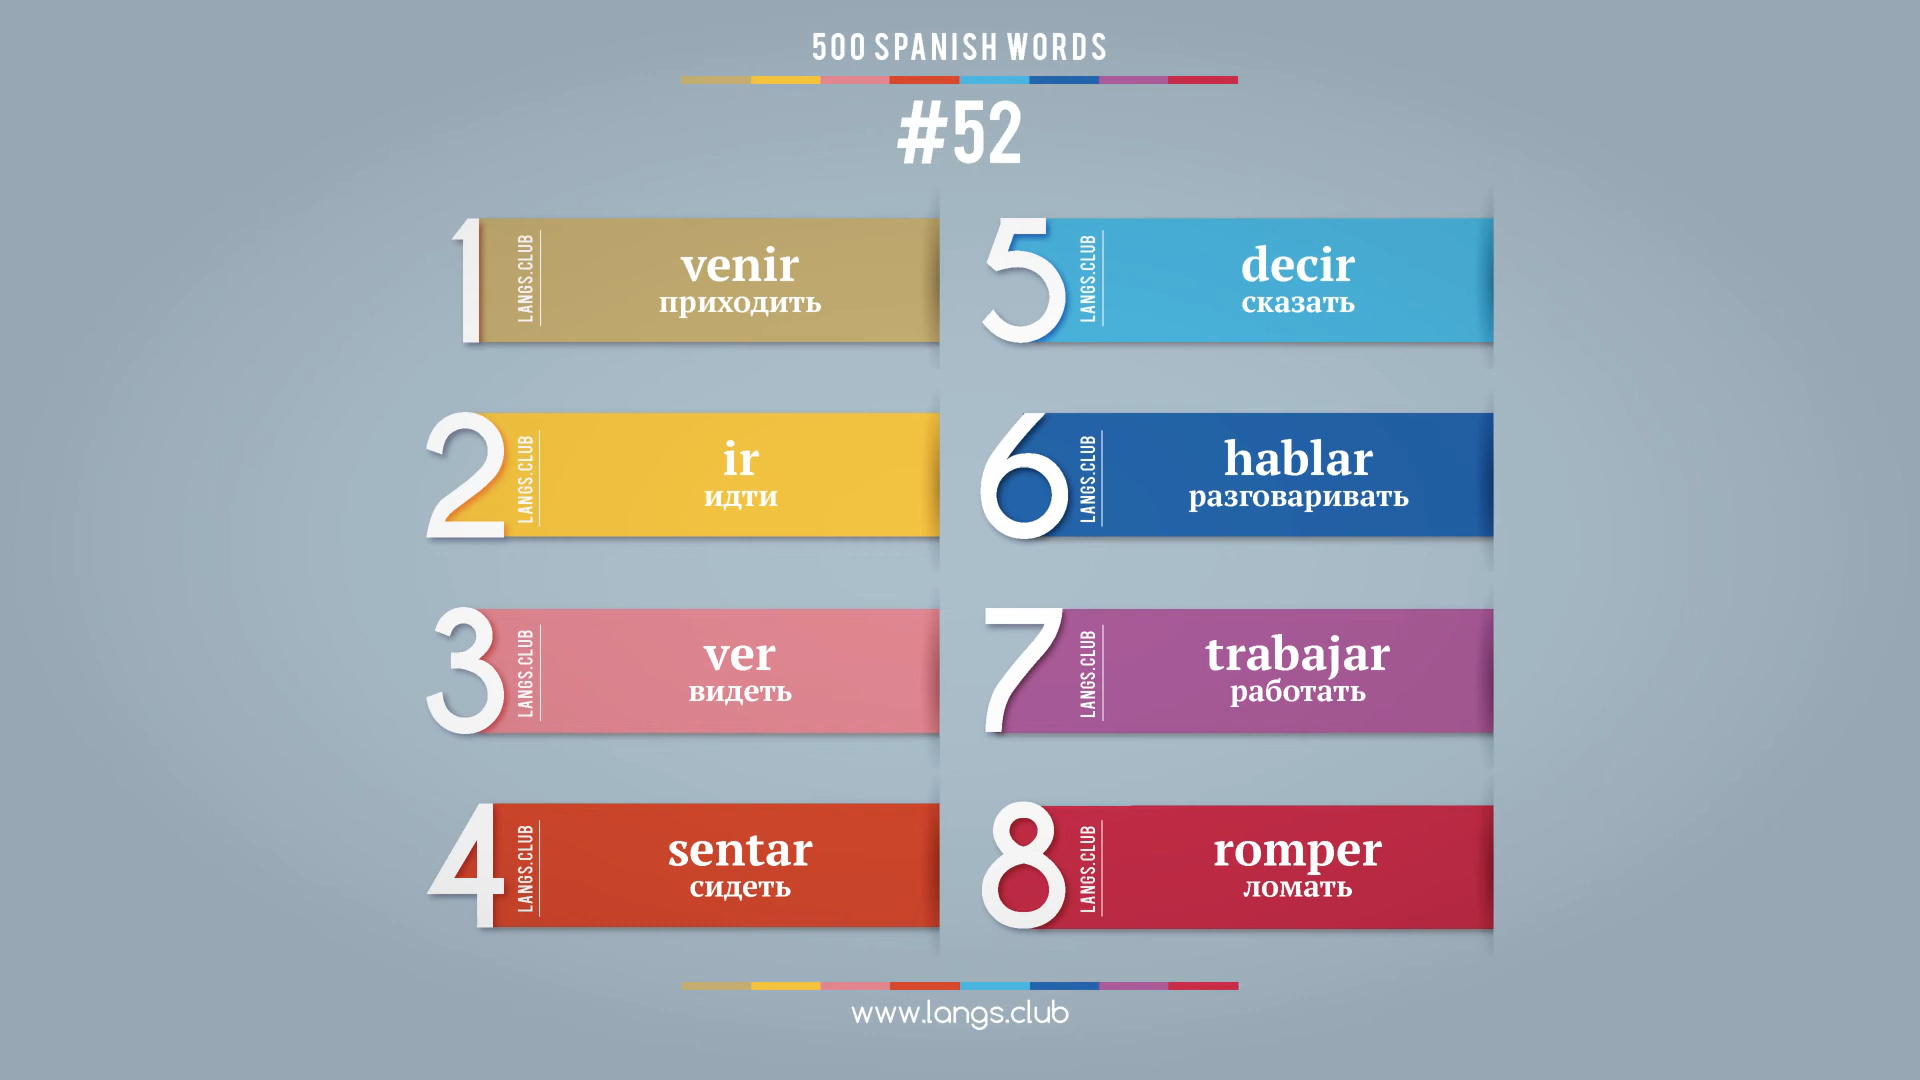 500 SPANISH WORDS
#52
1
LANGS.CLUB
venir
приходить
2
LANGS.CLUB
ir
идти
3
LANGS.CLUB
ver
видеть
4
LANGS.CLUB
sentar
сидеть
5
LANGS.CLUB
decir
сказать
6
LANGS.CLUB
hablar
разговаривать
7
LANGS.CLUB
trabajar
работать
8
LANGS.CLUB
romper
ломать
www.langs.club